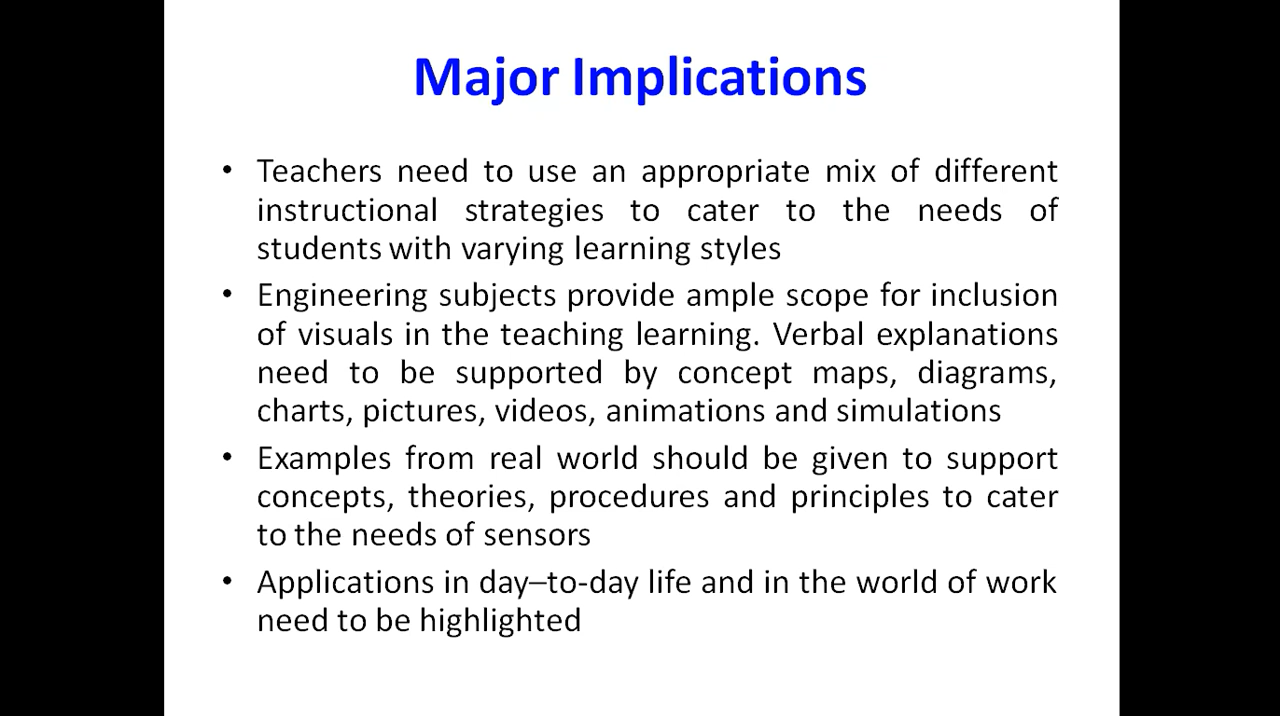 Major Implications
• Teachers need to use an appropriate mix of different
instructional strategies to cater to the needs of
students with varying learning styles
• Engineering subjects provide ample scope for inclusion
of visuals in the teaching learning. Verbal explanations
need to be supported by concept maps, diagrams,
charts, pictures, videos, animations and simulations
• Examples from real world should be given to support
concepts, theories, procedures and principles to cater
to the needs of sensors
• Applications in day–to-day life and in the world of work
need to be highlighted